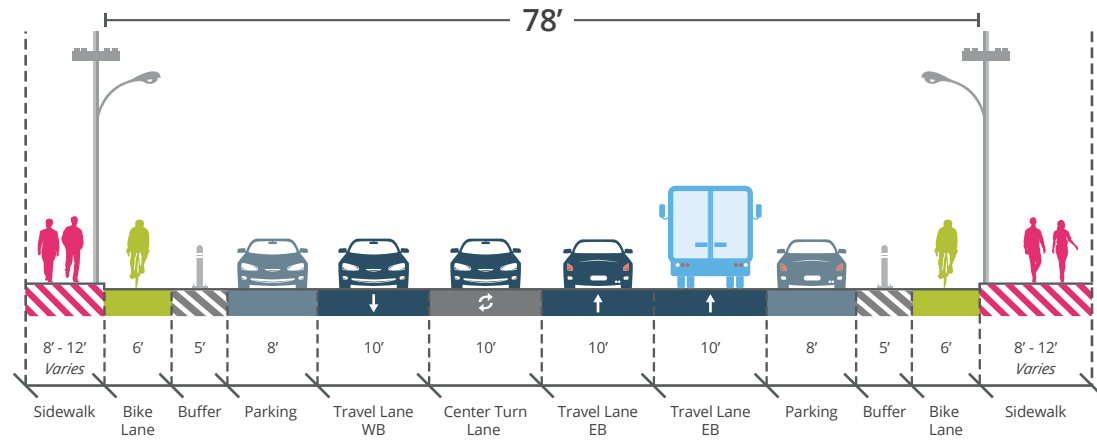 78’
8’ - 12’
Varies
6’
5’
8’
10’
10’
10’
10’
8’
5’
6’
8’ - 12’
Varies
Sidewalk
Bike
Lane
Buffer
Parking
Travel Lane
WB
Center Turn
Lane
Travel Lane
EB
Travel Lane
EB
Parking
Buffer
Bike
Lane
Sidewalk